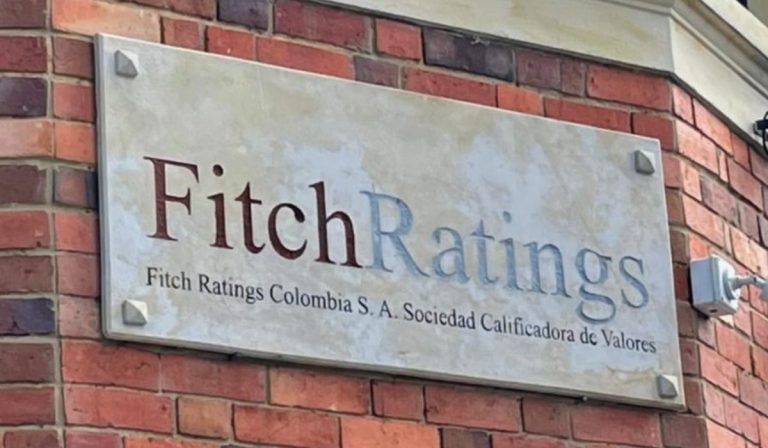 FitchRatings
Fitch Ratings Colombia S. A. Sociedad Calificadora de Valores